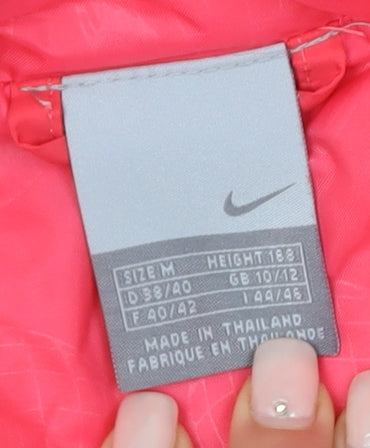 SIZE M HEIGHT 168
D 38/40 GB 10/12
F 40/42 I 44/46
MADE IN THAILAND
FABRIQUE EN THAILANDE